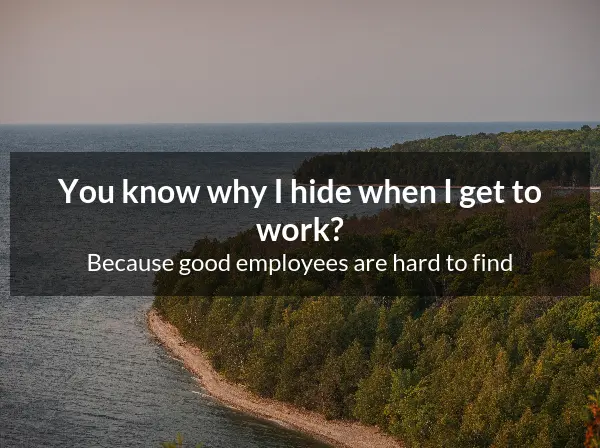 You know why I hide when I get to
work?
Because good employees are hard to find